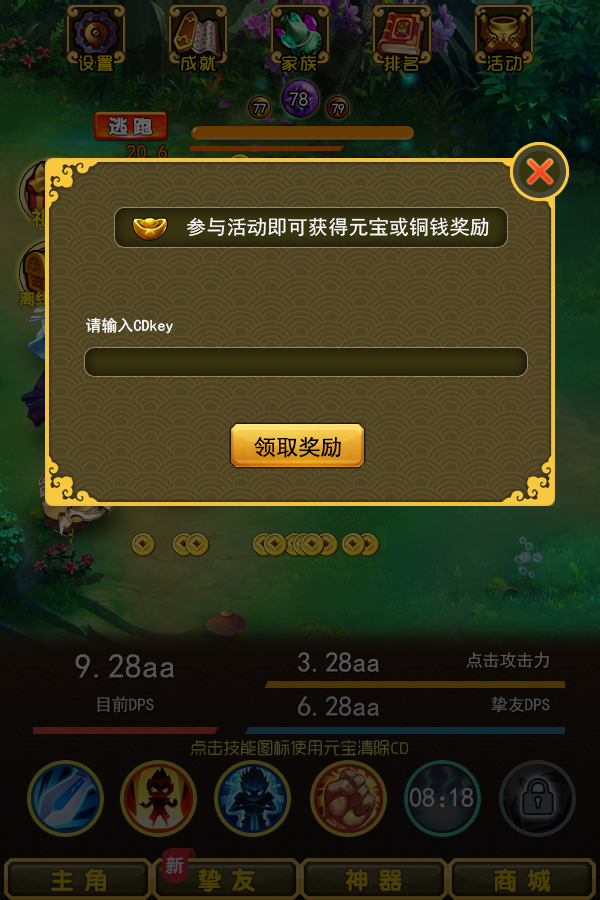 设置 成就 家族 排名 活动
77 78 79
逃跑
20.6
参与活动即可获得元宝或铜钱奖励
请输入CDkey
领取奖励
9.28aa 3.28aa 点击攻击力
目前DPS 6.28aa 挚友DPS
点击技能图标使用元宝清除CD
08:18
新
主角 挚友 神器 商城